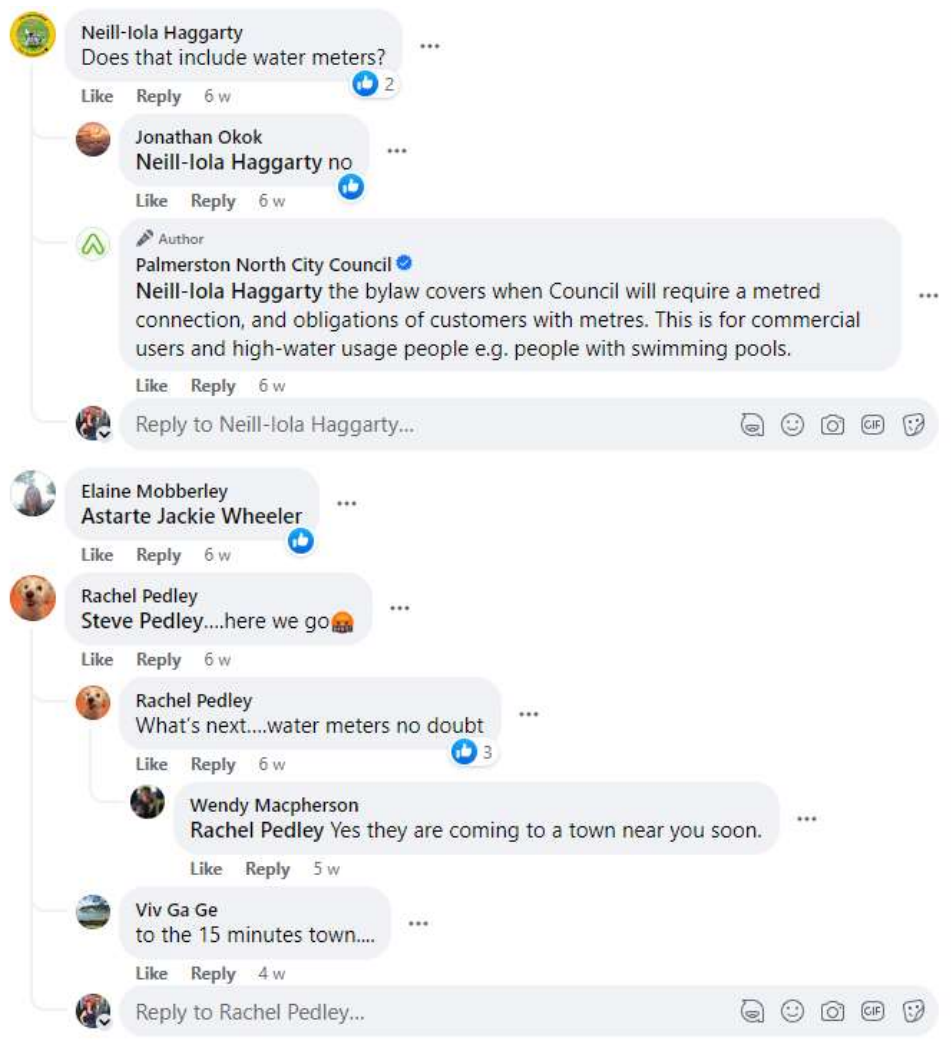 Neill-Iola Haggarty
Does that include water meters?
2
Like Reply 6 w
Jonathan Okok
Neill-Iola Haggarty no
Like Reply 6 w
Author
Palmerston North City Council
Neill-Iola Haggarty the bylaw covers when Council will require a metred
connection, and obligations of customers with metres. This is for commercial
users and high-water usage people e.g. people with swimming pools.
Like Reply 6 w
Reply to Neill-Iola Haggarty...
GIF
Elaine Mobberley
Astarte Jackie Wheeler
Like Reply 6 w
Rachel Pedley
Steve Pedley....here we go🤬
Like Reply 6 w
Rachel Pedley
What's next....water meters no doubt
3
Like Reply 6 w
Wendy Macpherson
Rachel Pedley Yes they are coming to a town near you soon.
Like Reply 5 w
Viv Ga Ge
to the 15 minutes town....
Like Reply 4 w
Reply to Rachel Pedley...
GIF